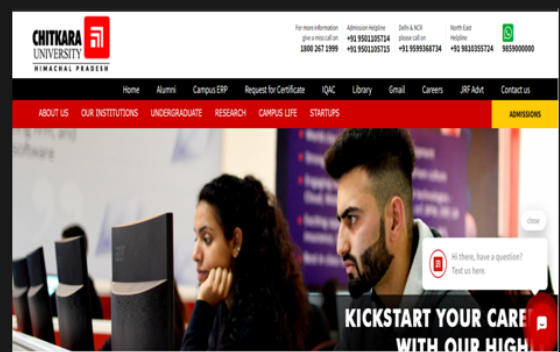 CHITKARA
UNIVERSITY
HIMACHAL PRADESH
For more information
give a miss call on
1800 267 1999
Admission Helpline
+91 9501105714
+91 9501105715
Delhi & NCR
please call on
+91 9599368734
North East
Helpline
+91 9810355724
9859000000
Home Alumni Campus ERP Request for Certificate IQAC Library Gmail Careers JRF Advt Contact us
ABOUT US OUR INSTITUTIONS UNDERGRADUATE RESEARCH CAMPUS LIFE STARTUPS ADMISSIONS
close
Hi there, have a question?
Text us here.
KICKSTART YOUR CARE
WITH OUR HIGH